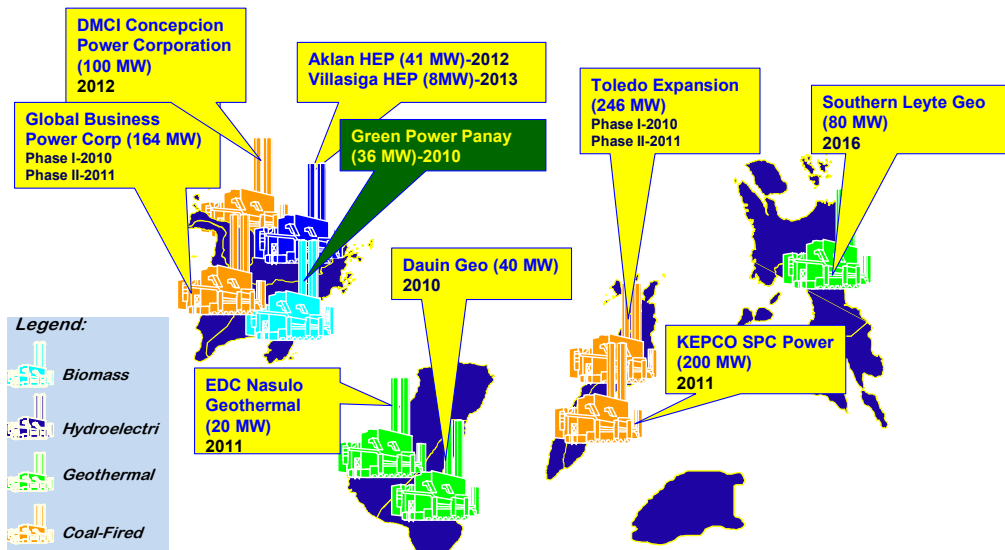 DMCI Concepcion
Power Corporation
(100 MW)
2012
Aklan HEP (41 MW)-2012
Villasiga HEP (8MW)-2013
Global Business
Power Corp (164 MW)
Phase I-2010
Phase II-2011
Green Power Panay
(36 MW)-2010
Toledo Expansion
(246 MW)
Phase I-2010
Phase II-2011
Southern Leyte Geo
(80 MW)
2016
Dauin Geo (40 MW)
2010
KEPCO SPC Power
(200 MW)
2011
EDC Nasulo
Geothermal
(20 MW)
2011
Legend:
Biomass
Hydroelectri
Geothermal
Coal-Fired